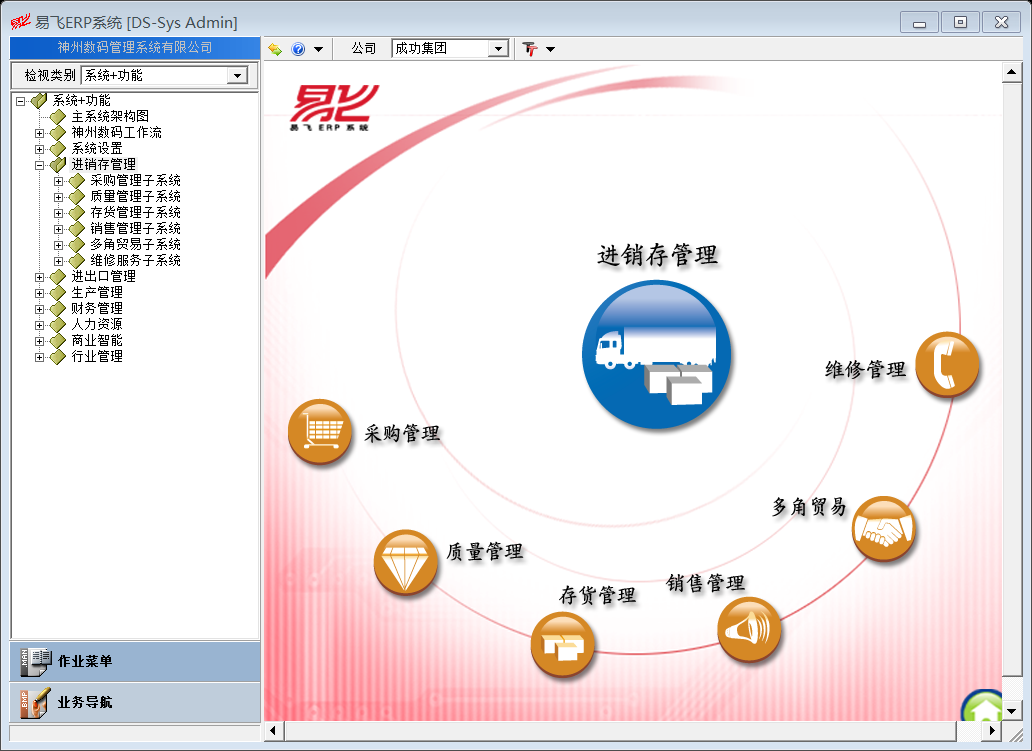 易飞ERP系统 [DS-Sys Admin]
神州数码管理系统有限公司
公司 成功集团
检视类别 系统+功能
系统+功能
主系统架构图
神州数码工作流
系统设置
进销存管理
采购管理子系统
质量管理子系统
存货管理子系统
销售管理子系统
多角贸易子系统
维修服务子系统
进出口管理
生产管理
财务管理
人力资源
商业智能
行业管理
作业菜单
业务导航
易飞
易飞 ERP 系统
进销存管理
维修管理
采购管理
多角贸易
质量管理
销售管理
存货管理